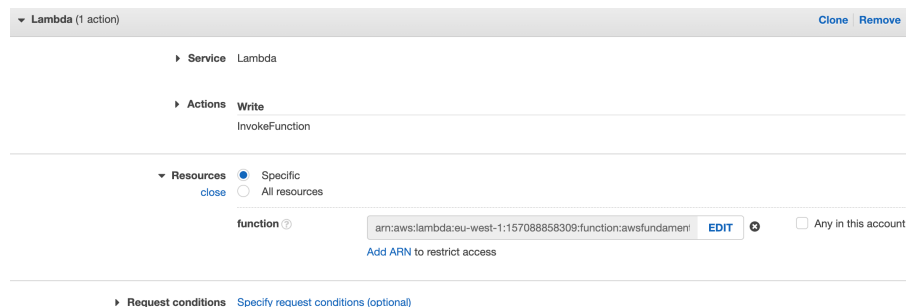 Lambda (1 action) Clone Remove
Service Lambda
Actions Write
InvokeFunction
Resources Specific
close All resources
function arn:aws:lambda:eu-west-1:157088858309:function:awsfundament EDIT Any in this account
Add ARN to restrict access
Request conditions Specify request conditions (optional)